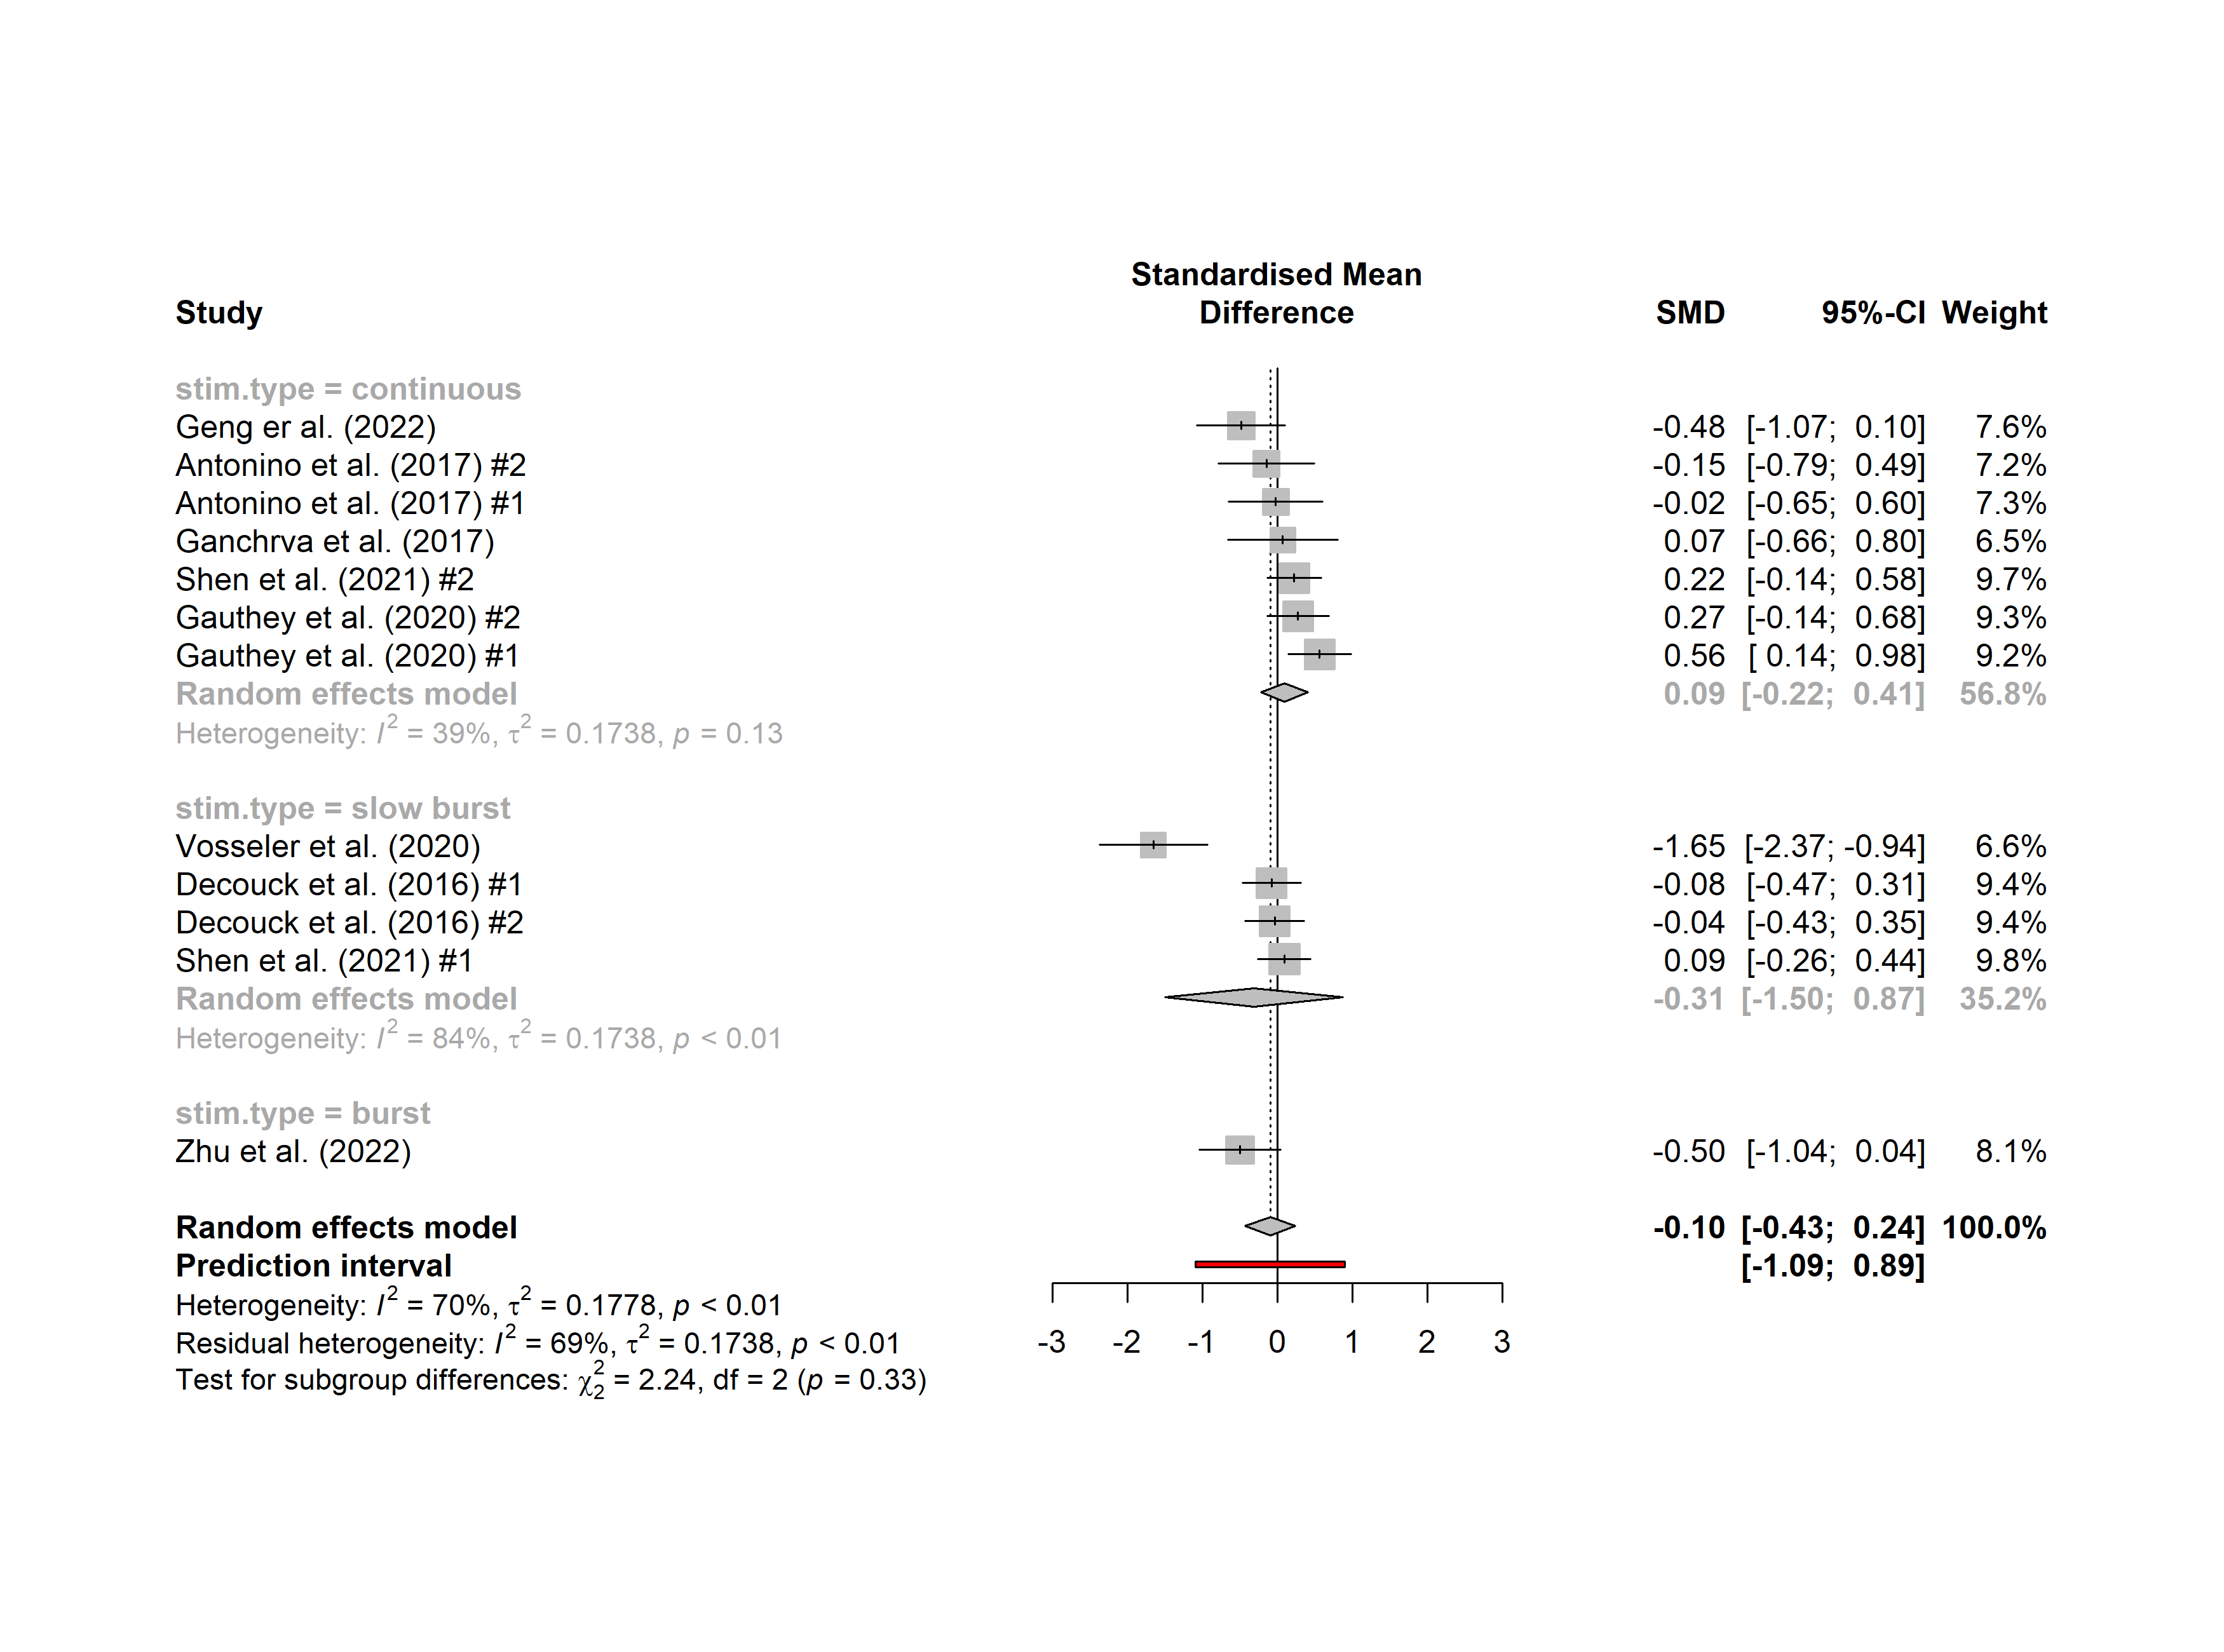 Standardised Mean
Study Difference SMD 95%-CI Weight
stim.type = continuous
Geng er al. (2022) -0.48 [-1.07; 0.10] 7.6%
Antonino et al. (2017) #2 -0.15 [-0.79; 0.49] 7.2%
Antonino et al. (2017) #1 -0.02 [-0.65; 0.60] 7.3%
Ganchrva et al. (2017) 0.07 [-0.66; 0.80] 6.5%
Shen et al. (2021) #2 0.22 [-0.14; 0.58] 9.7%
Gauthey et al. (2020) #2 0.27 [-0.14; 0.68] 9.3%
Gauthey et al. (2020) #1 0.56 [ 0.14; 0.98] 9.2%
Random effects model 0.09 [-0.22; 0.41] 56.8%
Heterogeneity: I² = 39%, τ² = 0.1738, p = 0.13
stim.type = slow burst
Vosseler et al. (2020) -1.65 [-2.37; -0.94] 6.6%
Decouck et al. (2016) #1 -0.08 [-0.47; 0.31] 9.4%
Decouck et al. (2016) #2 -0.04 [-0.43; 0.35] 9.4%
Shen et al. (2021) #1 0.09 [-0.26; 0.44] 9.8%
Random effects model -0.31 [-1.50; 0.87] 35.2%
Heterogeneity: I² = 84%, τ² = 0.1738, p < 0.01
stim.type = burst
Zhu et al. (2022) -0.50 [-1.04; 0.04] 8.1%
Random effects model -0.10 [-0.43; 0.24] 100.0%
Prediction interval [-1.09; 0.89]
Heterogeneity: I² = 70%, τ² = 0.1778, p < 0.01
Residual heterogeneity: I² = 69%, τ² = 0.1738, p < 0.01
-3 -2 -1 0 1 2 3
Test for subgroup differences: χ²₂ = 2.24, df = 2 (p = 0.33)